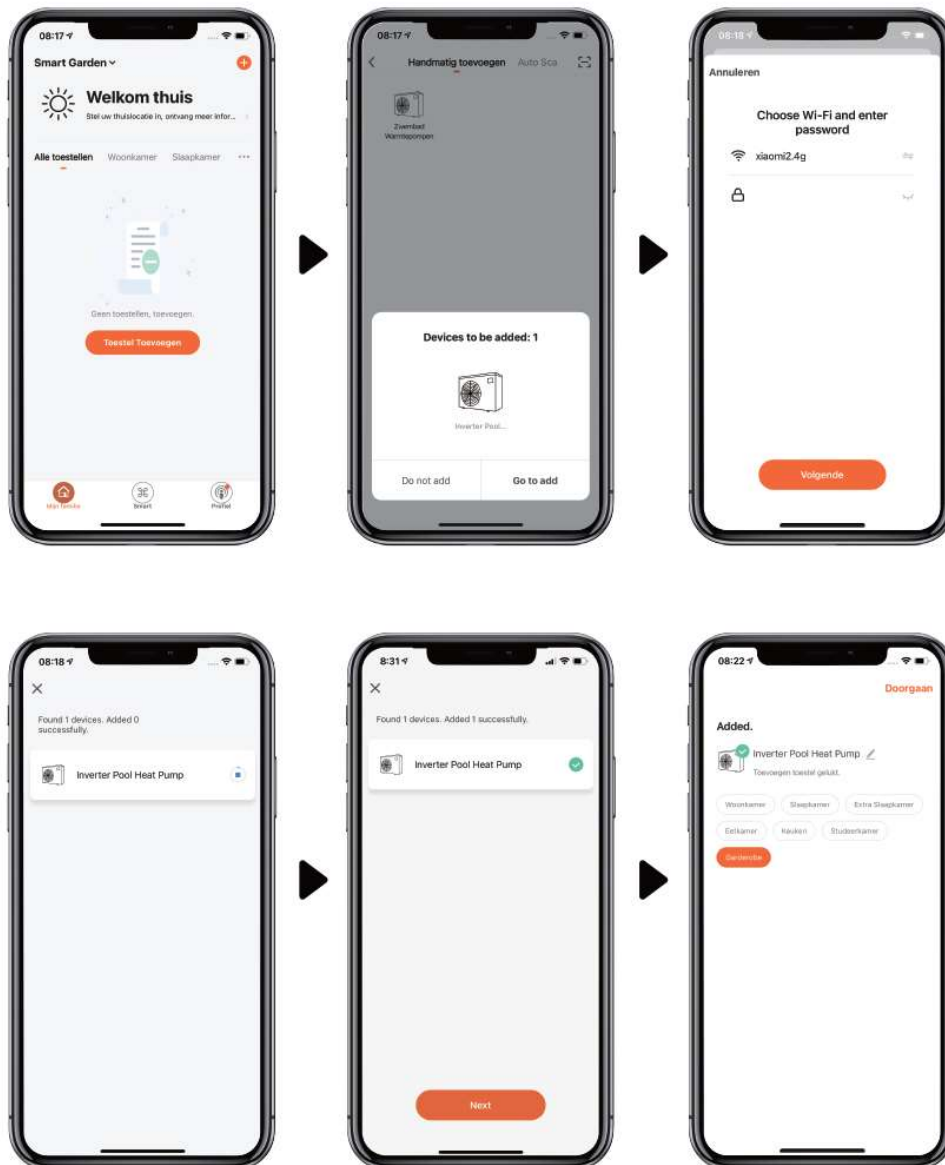 08:17
Smart Garden
Welkom thuis
Stel uw thuislocatie in, ontvang meer infor...
Alle toestellen Woonkamer Slaapkamer ...
Geen toestellen, toevoegen.
Toestel Toevoegen
Mijn familie Smart Profiel
08:17
Handmatig toevoegen Auto Sca
Zwembad
Warmtepompen
Devices to be added: 1
Inverter Pool...
Do not add Go to add
08:18
Annuleren
Choose Wi-Fi and enter
password
xiaomi2.4g
Volgende
08:18
Found 1 devices. Added 0
successfully.
Inverter Pool Heat Pump
8:31
Found 1 devices. Added 1 successfully.
Inverter Pool Heat Pump
Next
08:22
Doorgaan
Added.
Inverter Pool Heat Pump
Toevoegen toestel gelukt.
Woonkamer Slaapkamer Extra Slaapkamer
Eetkamer Keuken Studeerkamer
Garderobe